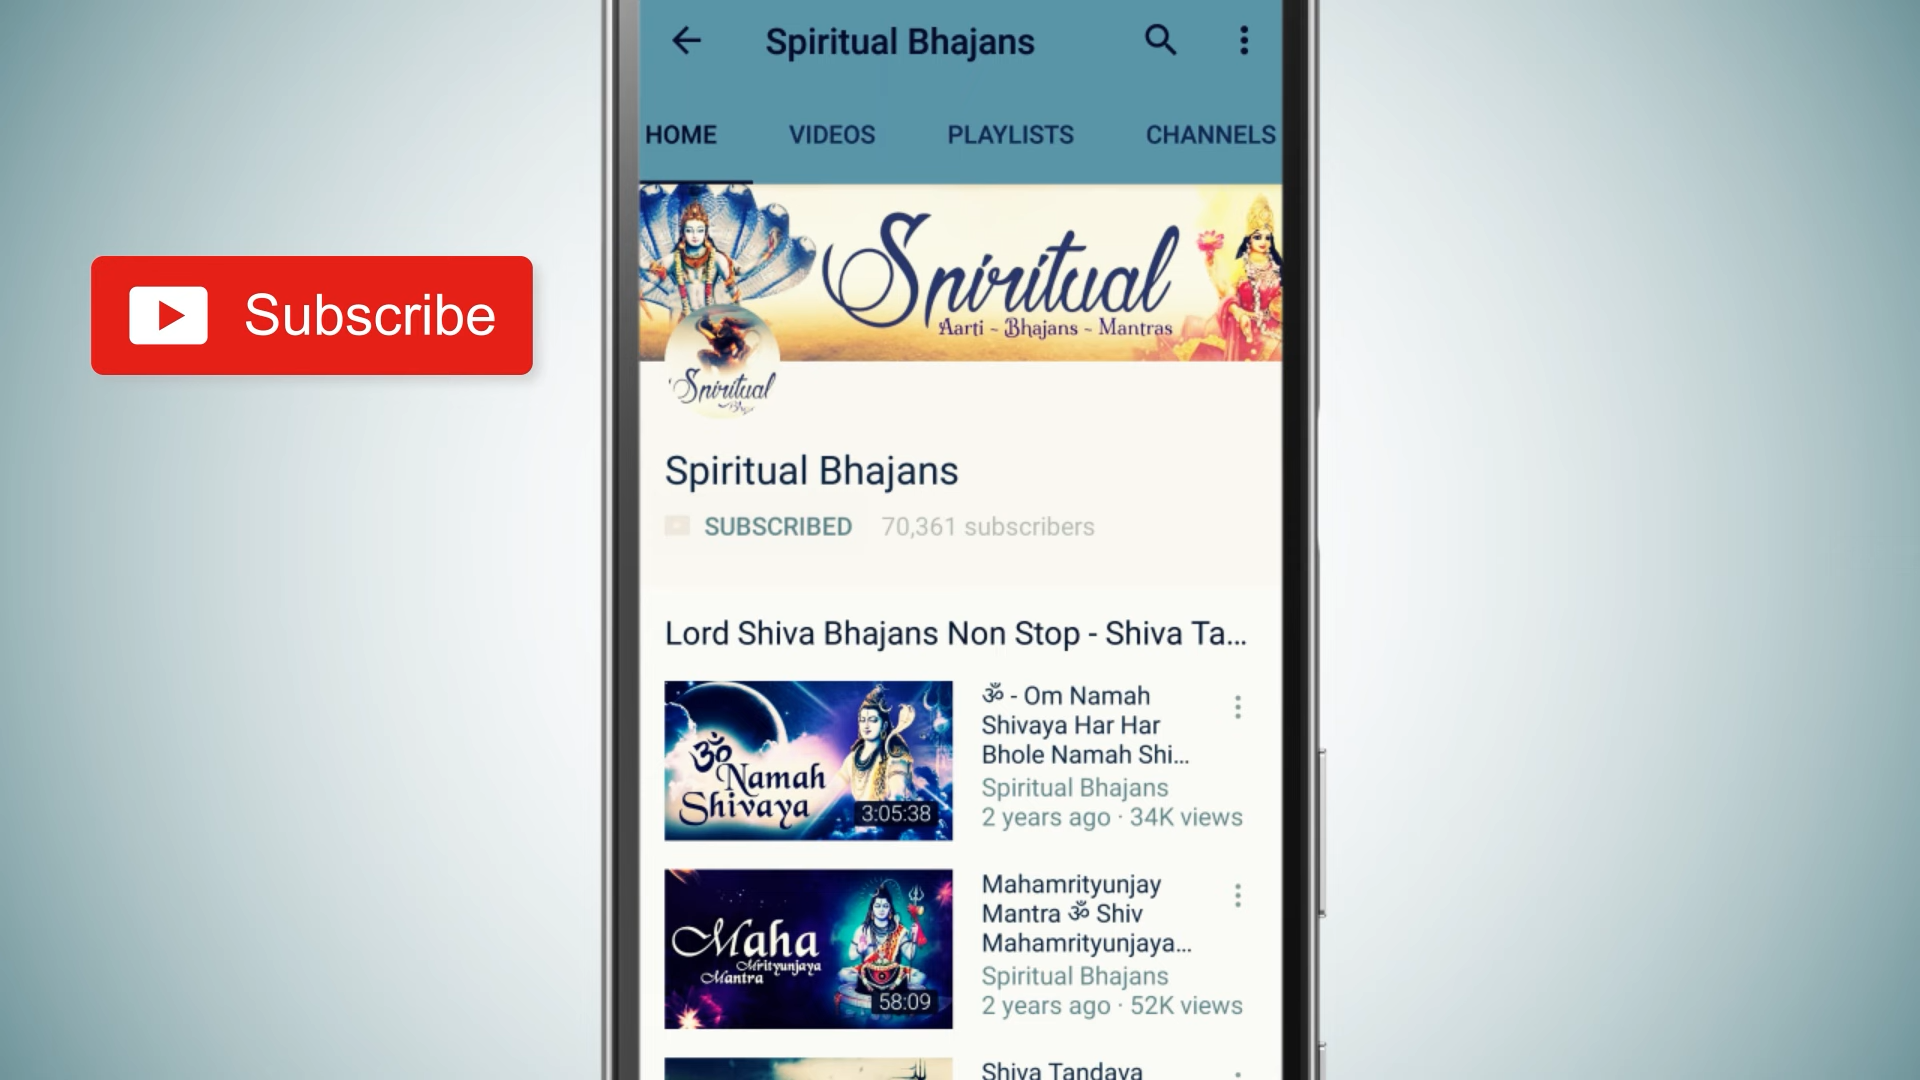 Spiritual Bhajans
HOME VIDEOS PLAYLISTS CHANNELS
Spiritual
Aarti ~ Bhajans ~ Mantras
Spiritual
Subscribe
Spiritual Bhajans
SUBSCRIBED 70,361 subscribers
Lord Shiva Bhajans Non Stop - Shiva Ta...
ॐ Namah
Shivaya
3:05:38
ॐ - Om Namah
Shivaya Har Har
Bhole Namah Shi...
Spiritual Bhajans
2 years ago · 34K views
Maha
Mrityunjaya
Mantra
58:09
Mahamrityunjay
Mantra ॐ Shiv
Mahamrityunjaya...
Spiritual Bhajans
2 years ago · 52K views
Shiva Tandava